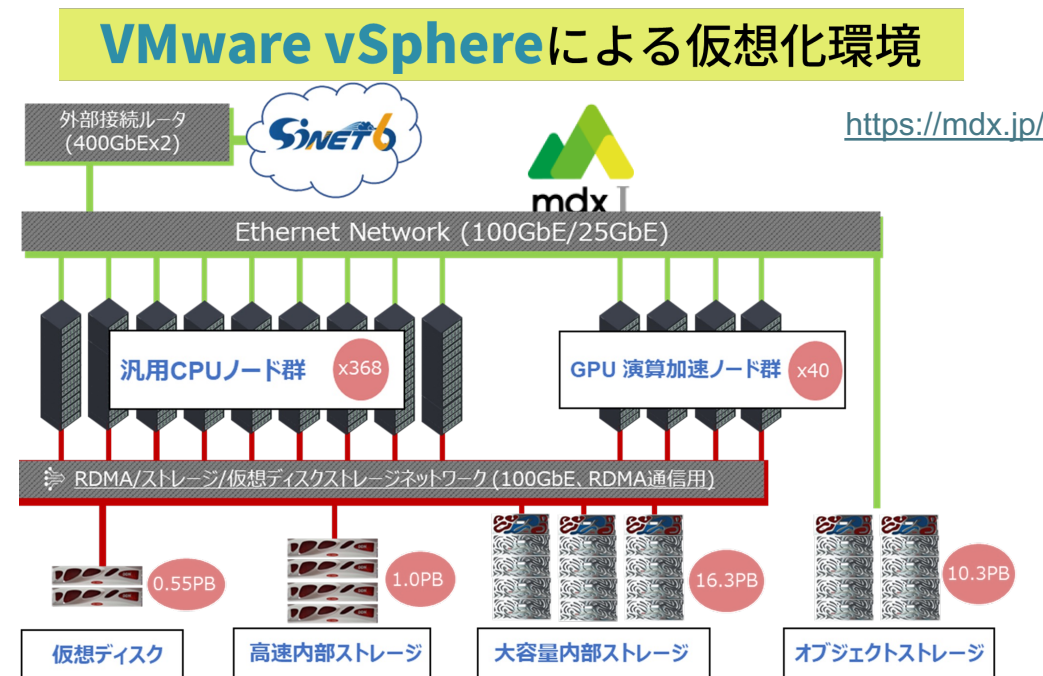 VMware vSphereによる仮想化環境
外部接続ルータ
(400GbEx2)
SINET6
https://mdx.jp/
mdx I
Ethernet Network (100GbE/25GbE)
汎用CPUノード群
x368
GPU 演算加速ノード群
x40
RDMA/ストレージ/仮想ディスクストレージネットワーク (100GbE、RDMA通信用)
0.55PB
1.0PB
16.3PB
10.3PB
仮想ディスク
高速内部ストレージ
大容量内部ストレージ
オブジェクトストレージ